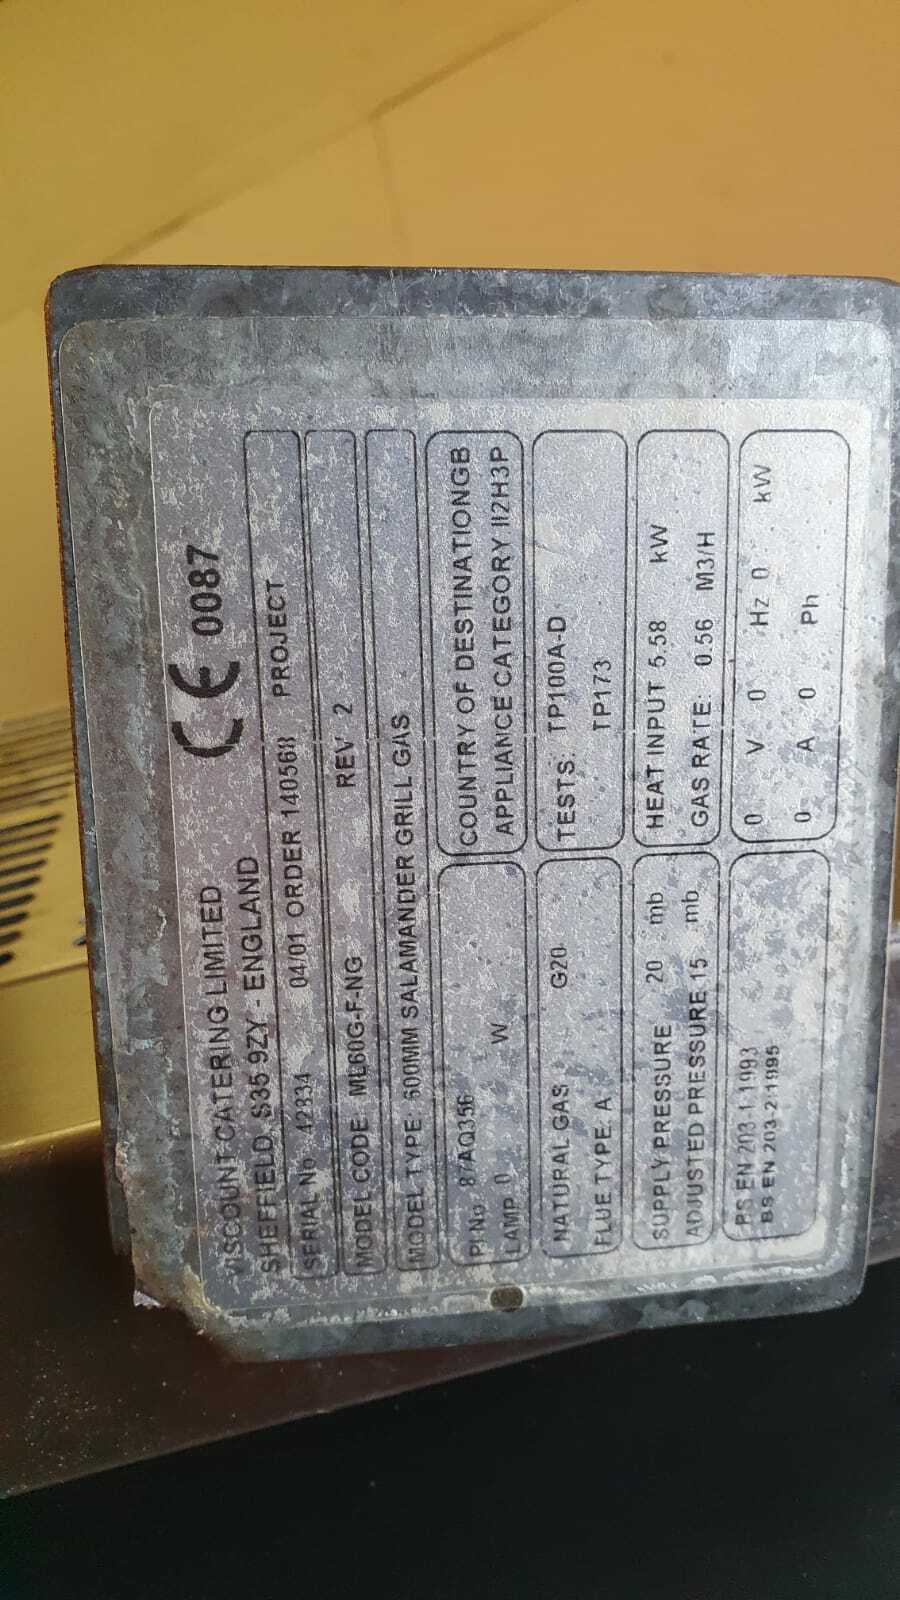 VISCOUNT CATERING LIMITED
SHEFFIELD, S35 9ZY - ENGLAND
CE 0087
SERIAL No 42834 04/01 ORDER 140568 PROJECT
MODEL CODE: ML60G-F-NG REV 2
MODEL TYPE: 600MM SALAMANDER GRILL GAS
PI No 87AQ356
LAMP 0 W
COUNTRY OF DESTINATIONGB
APPLIANCE CATEGORY II2H3P
NATURAL GAS G20
FLUE TYPE: A
TESTS: TP100A-D
TP173
SUPPLY PRESSURE 20 mb
ADJUSTED PRESSURE 15 mb
HEAT INPUT 5.58 kW
GAS RATE: 0.56 M3/H
BS EN 203-1:1993
BS EN 203-2:1995
0 V 0 Hz 0 kW
0 A 0 Ph